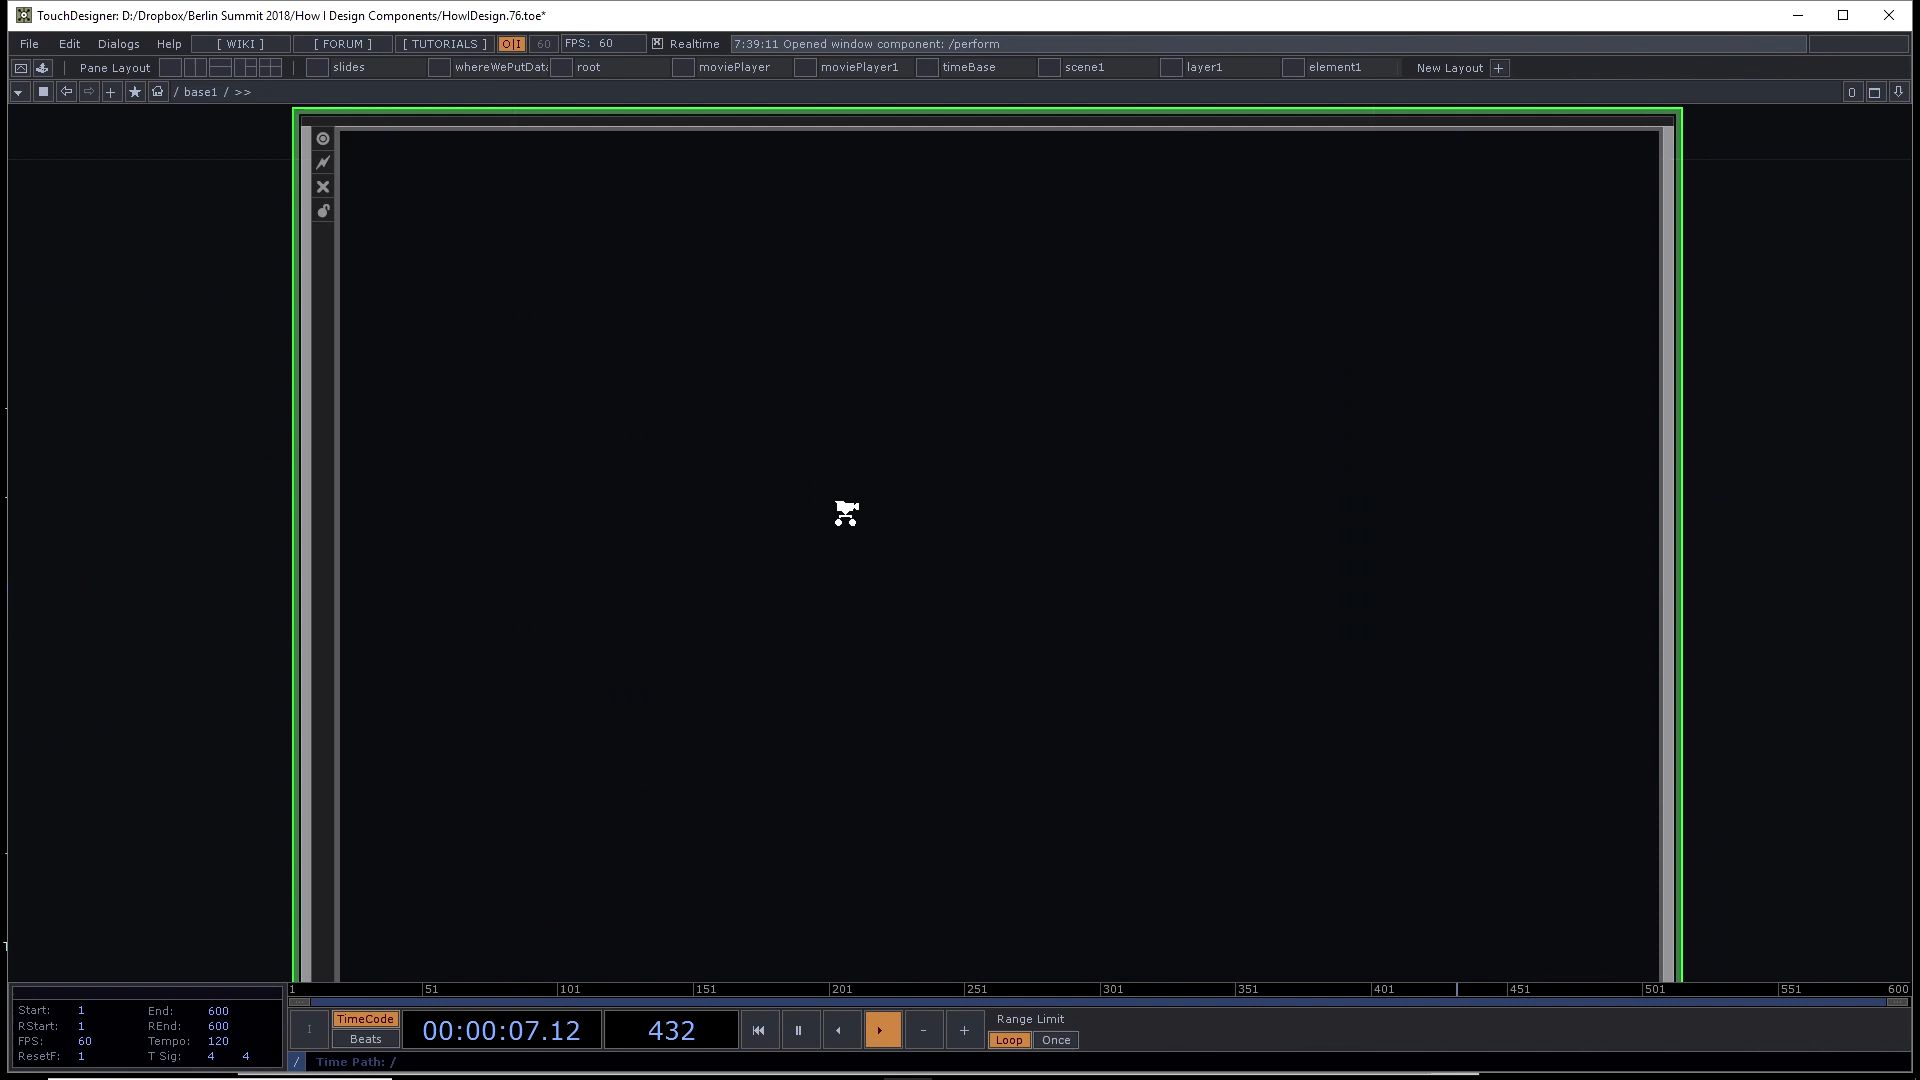 TouchDesigner: D:/Dropbox/Berlin Summit 2018/How I Design Components/HowIDesign.76.toe*
File Edit Dialogs Help [ WIKI ] [ FORUM ] [ TUTORIALS ] O|I 60 FPS: 60 Realtime 7:39:11 Opened window component: /perform
Pane Layout slides whereWePutData root moviePlayer moviePlayer1 timeBase scene1 layer1 element1 New Layout +
/ base1 / >> 0
1 51 101 151 201 251 301 351 401 451 501 551 600
Start: 1 End: 600
RStart: 1 REnd: 600
FPS: 60 Tempo: 120
ResetF: 1 T Sig: 4 4
I TimeCode Beats 00:00:07.12 432 - + Range Limit
Loop Once
/ Time Path: /